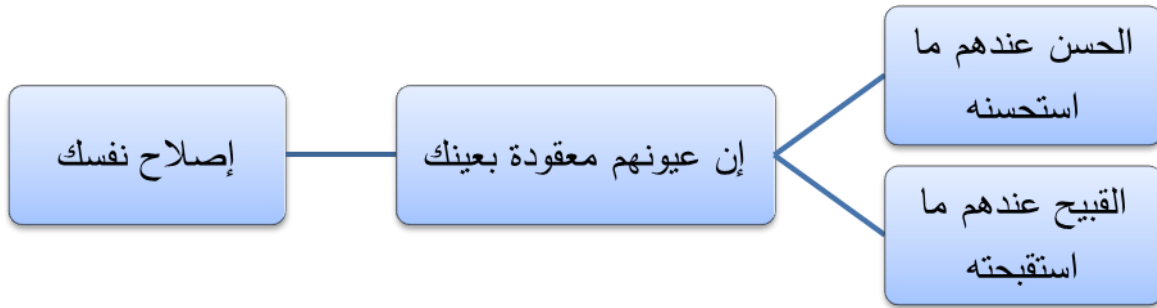 الحسن عندهم ما
استحسنه
إن عيونهم معقودة بعينك
إصلاح نفسك
القبيح عندهم ما
استقبحته